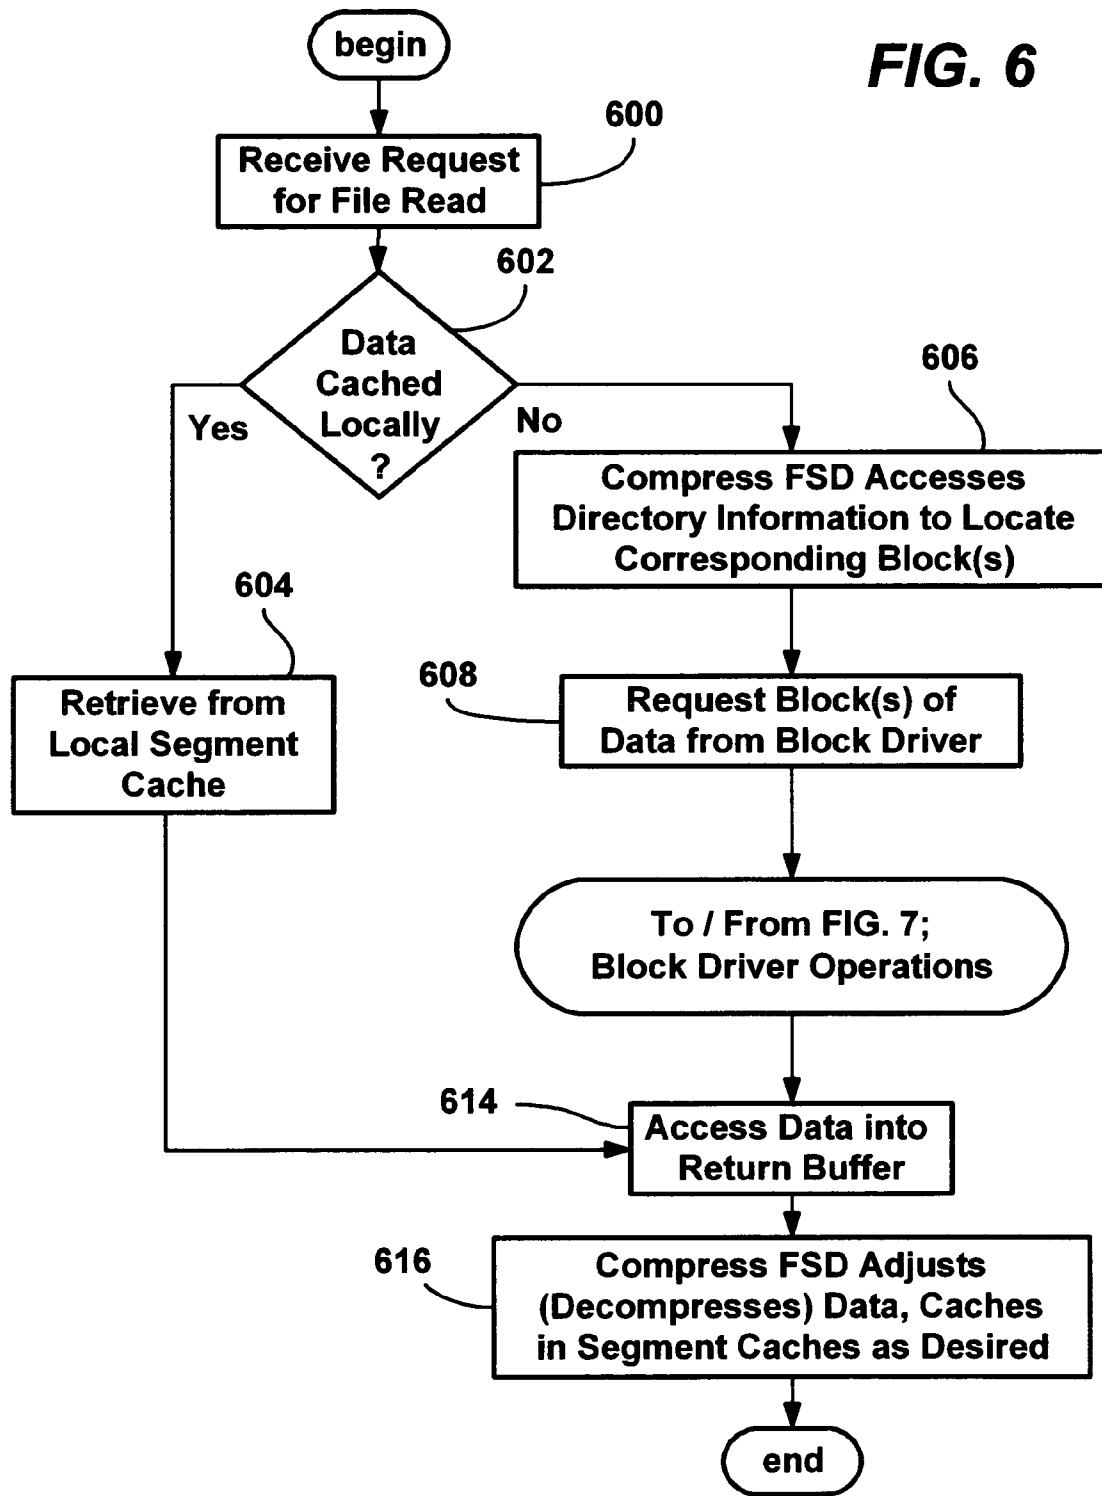 begin
FIG. 6
600
Receive Request
for File Read
602
Data
Cached
Locally
?
Yes
No
606
Compress FSD Accesses
Directory Information to Locate
Corresponding Block(s)
604
Retrieve from
Local Segment
Cache
608
Request Block(s) of
Data from Block Driver
To / From FIG. 7;
Block Driver Operations
614
Access Data into
Return Buffer
616
Compress FSD Adjusts
(Decompresses) Data, Caches
in Segment Caches as Desired
end